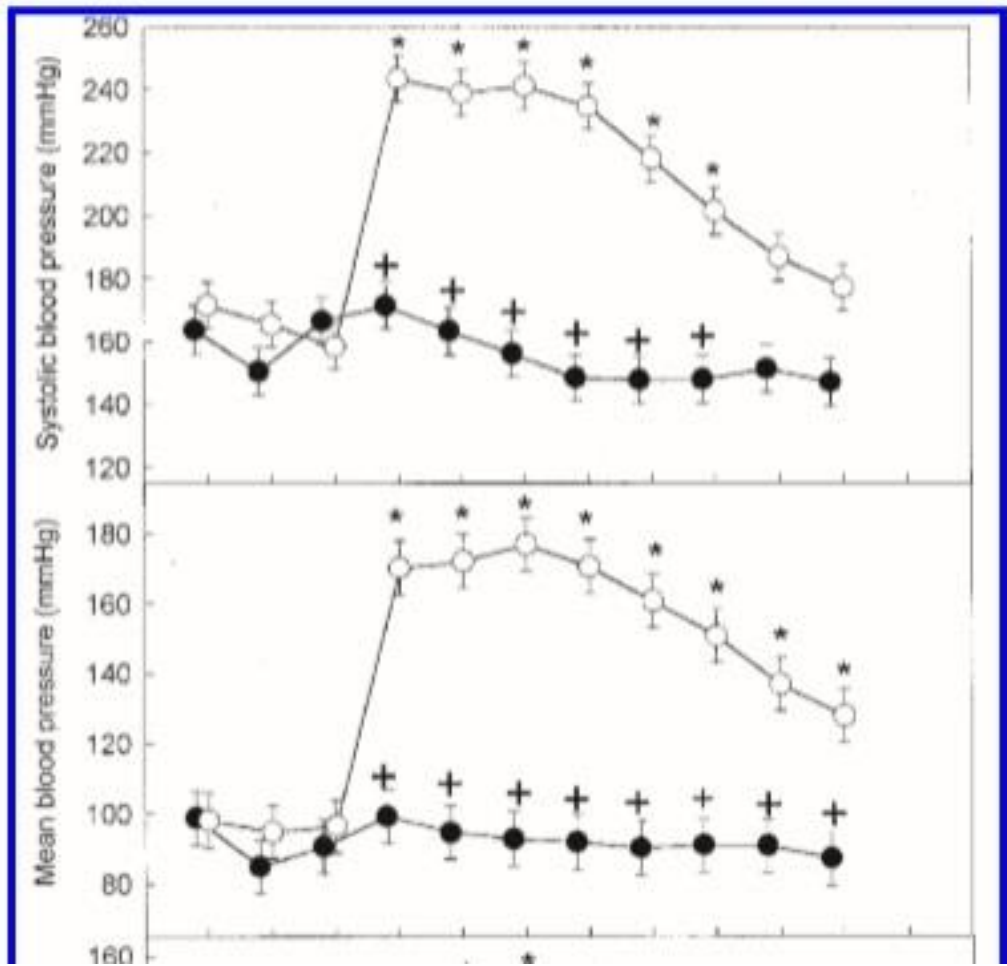 260
240
220
200
180
160
140
120
Systolic blood pressure (mmHg)
* * * * * *
+ + + + + +
180
160
140
120
100
80
Mean blood pressure (mmHg)
* * * * * * * *
+ + + + + + + +
160
*